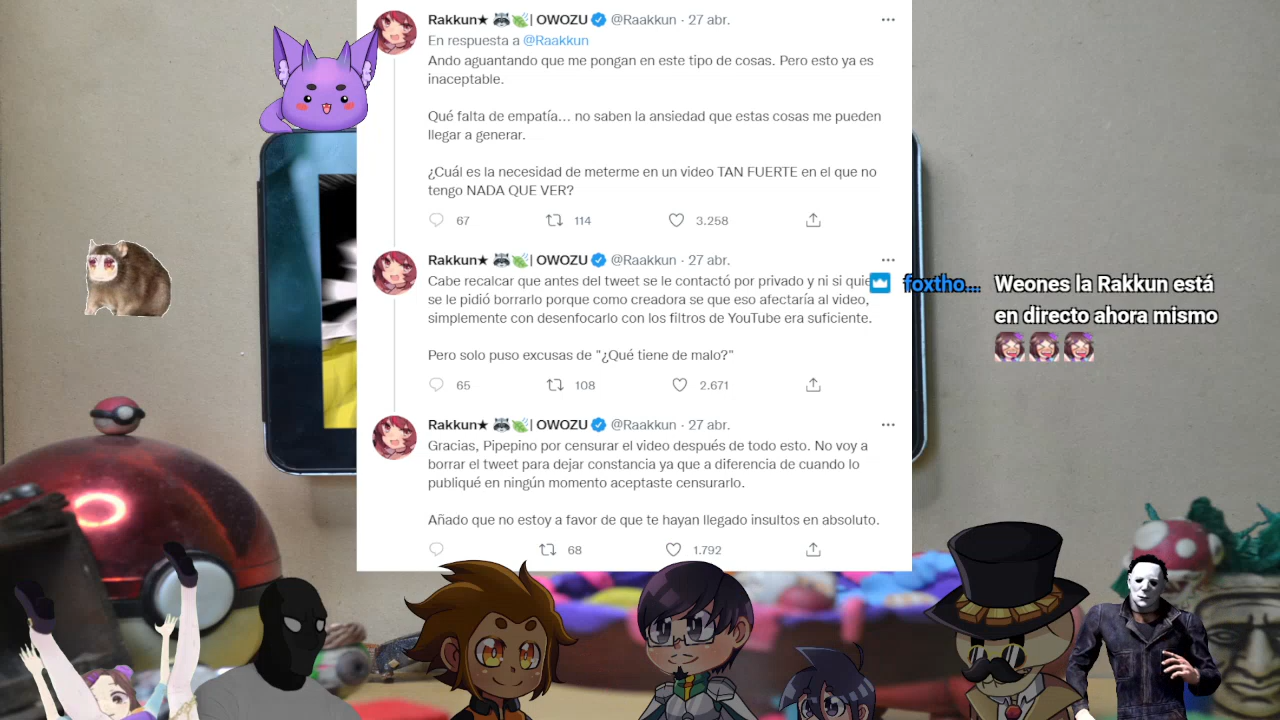 Rakkun★ 🦝🍃| OWOZU @Raakkun · 27 abr.
En respuesta a @Raakkun
Ando aguantando que me pongan en este tipo de cosas. Pero esto ya es
inaceptable.
Qué falta de empatía… no saben la ansiedad que estas cosas me pueden
llegar a generar.
¿Cuál es la necesidad de meterme en un video TAN FUERTE en el que no
tengo NADA QUE VER?
67 114 3.258
Rakkun★ 🦝🍃| OWOZU @Raakkun · 27 abr.
Cabe recalcar que antes del tweet se le contactó por privado y ni si
se le pidió borrarlo porque como creadora se que eso afectaría al video,
simplemente con desenfocarlo con los filtros de YouTube era suficiente.
Pero solo puso excusas de "¿Qué tiene de malo?"
65 108 2.671
Rakkun★ 🦝🍃| OWOZU @Raakkun · 27 abr.
Gracias, Pipepino por censurar el video después de todo esto. No voy a
borrar el tweet para dejar constancia ya que a diferencia de cuando lo
publiqué en ningún momento aceptaste censurarlo.
Añado que no estoy a favor de que te hayan llegado insultos en absoluto.
68 1.792
foxtho... Weones la Rakkun está
en directo ahora mismo